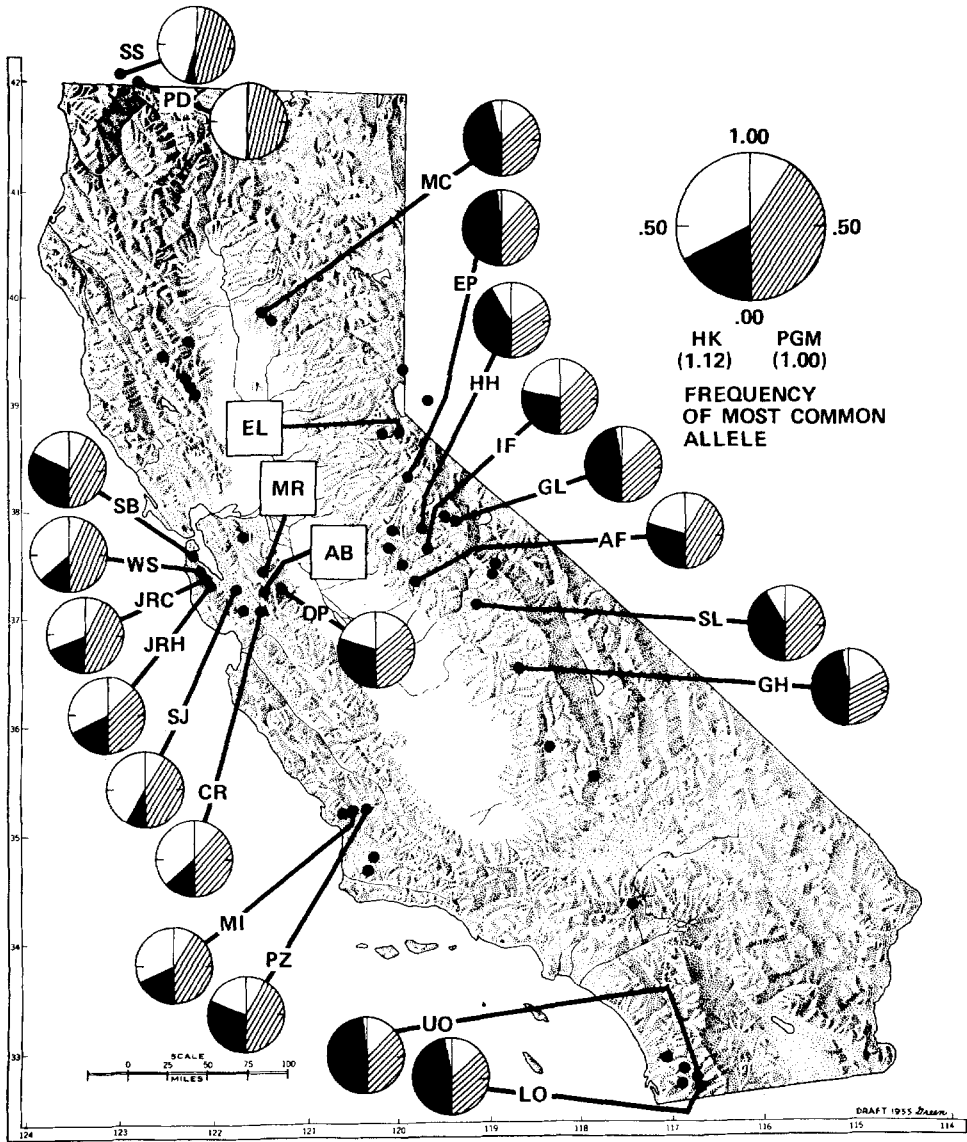 SS
PD
MC
EP
HH
IF
GL
AF
SL
GH
EL
MR
AB
SB
WS
JRC
JRH
SJ
CR
OP
MI
PZ
UO
LO
1.00
.50 .50
.00
HK PGM
(1.12) (1.00)
FREQUENCY
OF MOST COMMON
ALLELE
42
41
40
39
38
37
36
35
34
33
SCALE
0 25 50 75 100
MILES
DRAFT 1955 Green
124 123 122 121 120 119 118 117 116 115 114